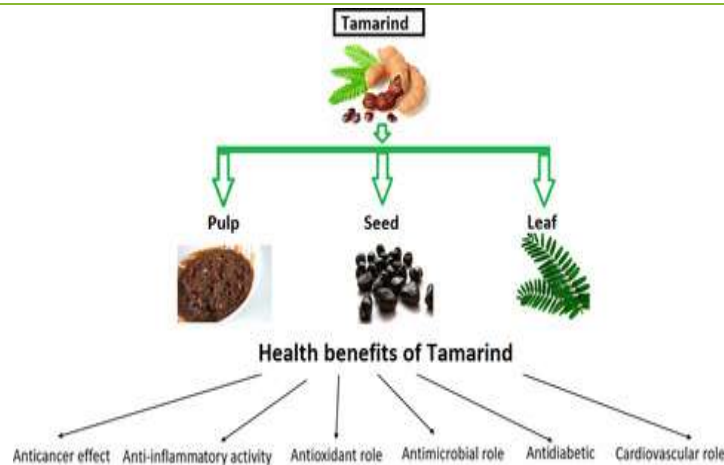 Tamarind
Pulp
Seed
Leaf
Health benefits of Tamarind
Anticancer effect
Anti-inflammatory activity
Antioxidant role
Antimicrobial role
Antidiabetic
Cardiovascular role